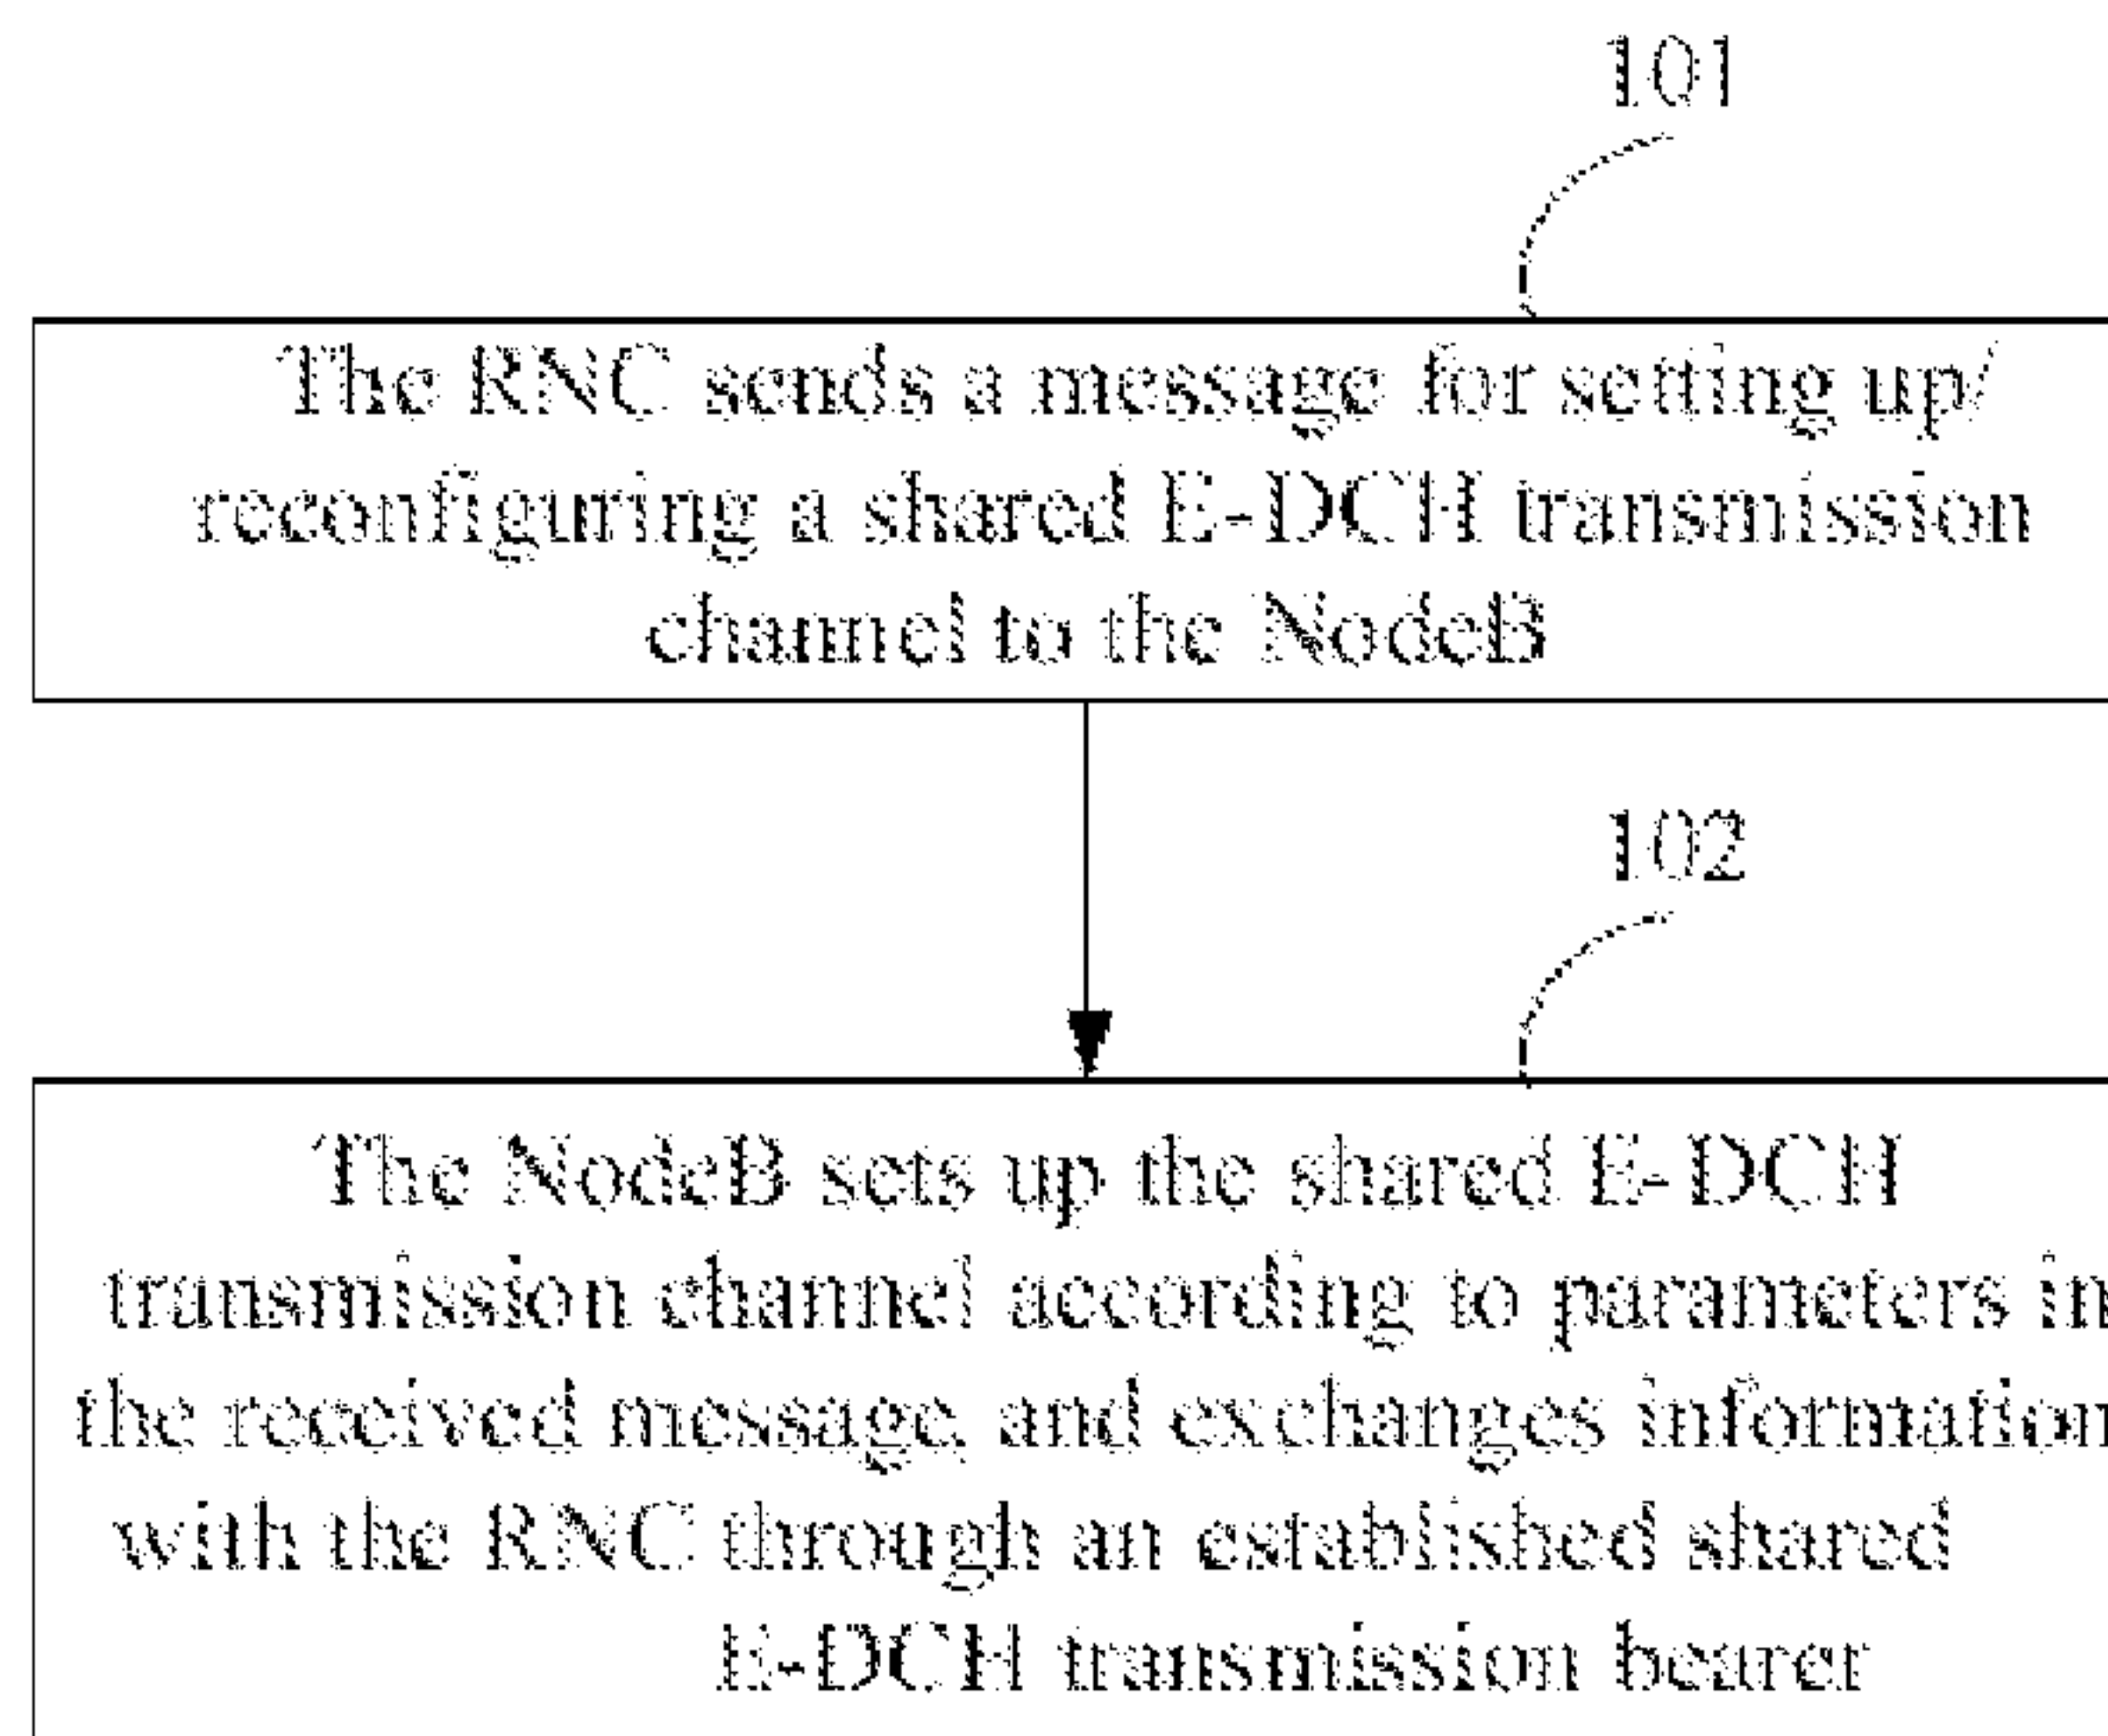 101
The RNC sends a message for setting up/
reconfiguring a shared E-DCH transmission
channel to the NodeB
102
The NodeB sets up the shared E-DCH
transmission channel according to parameters in
the received message, and exchanges information
with the RNC through an established shared
E-DCH transmission bearer